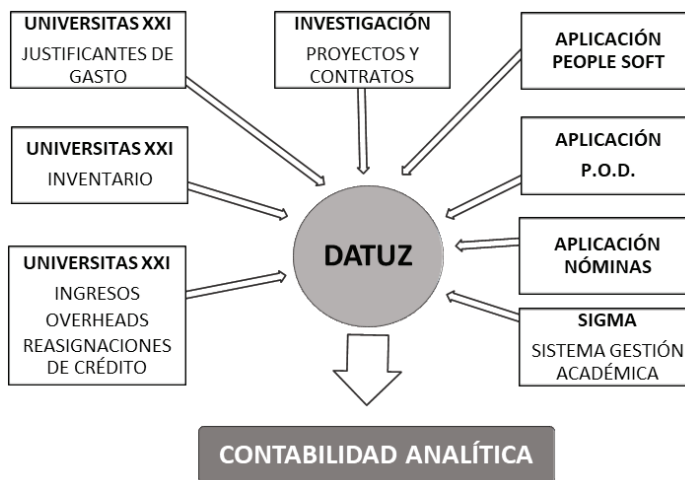 UNIVERSITAS XXI
JUSTIFICANTES DE
GASTO
INVESTIGACIÓN
PROYECTOS Y
CONTRATOS
APLICACIÓN
PEOPLE SOFT
UNIVERSITAS XXI
INVENTARIO
APLICACIÓN
P.O.D.
UNIVERSITAS XXI
INGRESOS
OVERHEADS
REASIGNACIONES
DE CRÉDITO
DATUZ
APLICACIÓN
NÓMINAS
SIGMA
SISTEMA GESTIÓN
ACADÉMICA
CONTABILIDAD ANALÍTICA